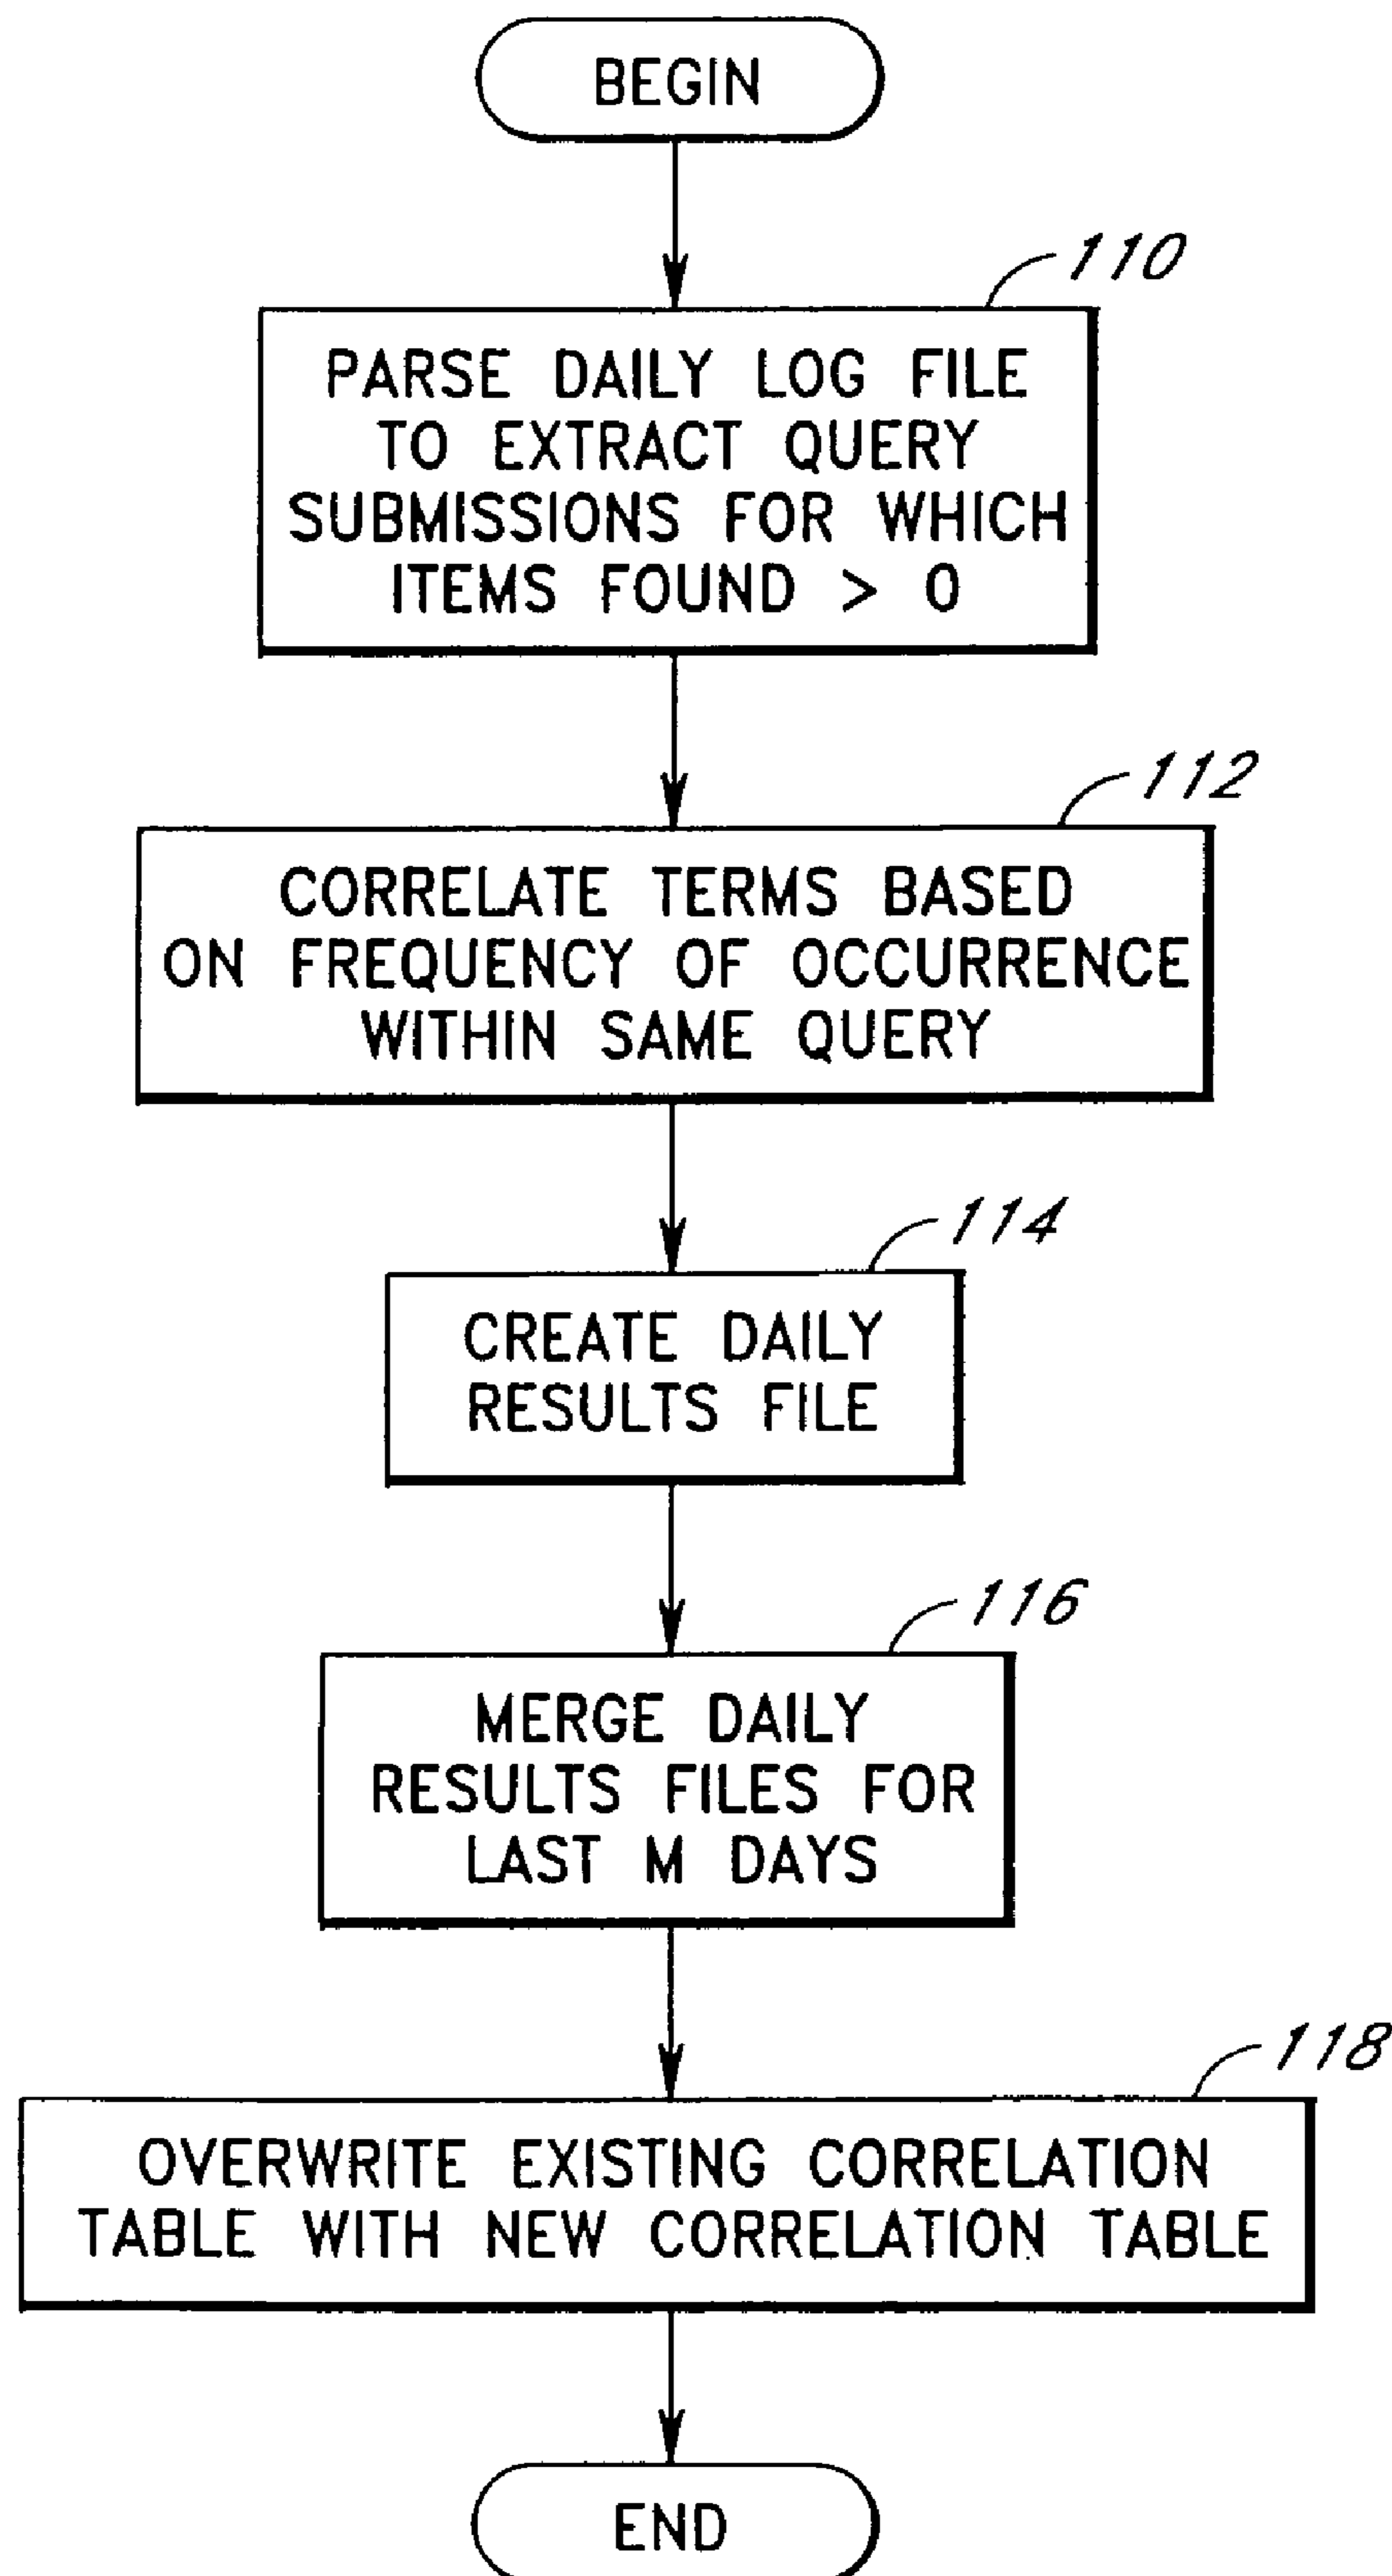 BEGIN
110
PARSE DAILY LOG FILE
TO EXTRACT QUERY
SUBMISSIONS FOR WHICH
ITEMS FOUND > 0
112
CORRELATE TERMS BASED
ON FREQUENCY OF OCCURRENCE
WITHIN SAME QUERY
114
CREATE DAILY
RESULTS FILE
116
MERGE DAILY
RESULTS FILES FOR
LAST M DAYS
118
OVERWRITE EXISTING CORRELATION
TABLE WITH NEW CORRELATION TABLE
END